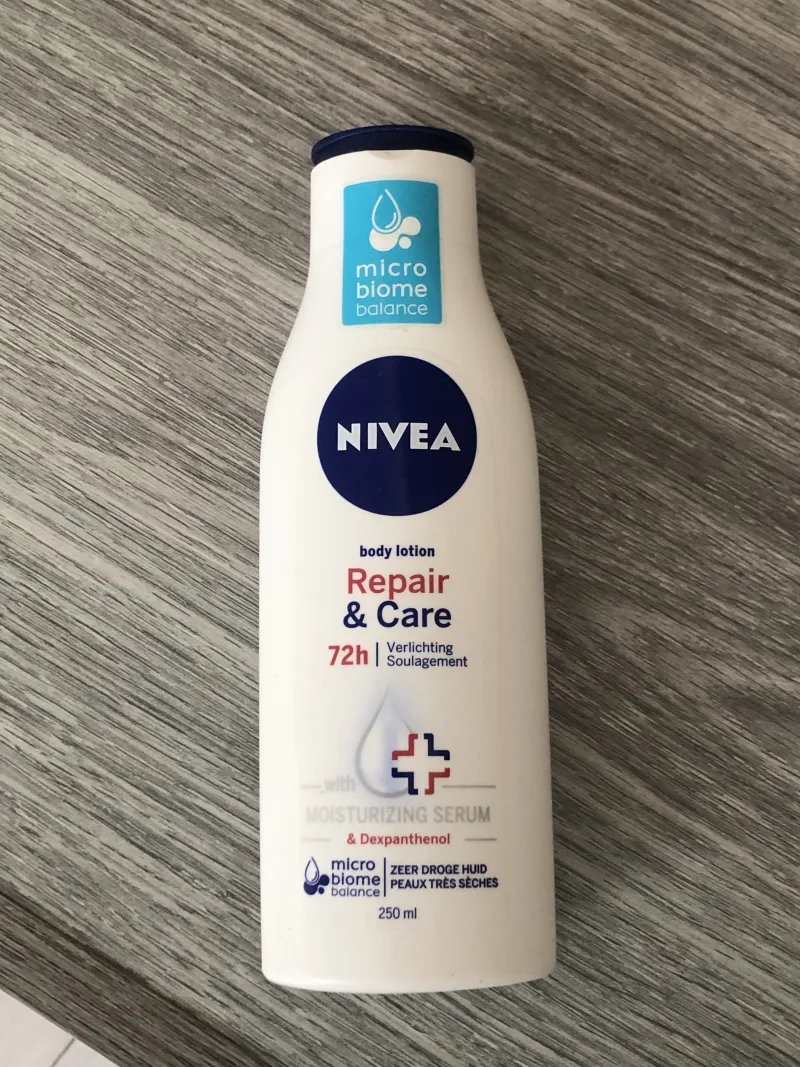 micro
biome
balance
NIVEA
body lotion
Repair
& Care
72h | Verlichting
Soulagement
with
MOISTURIZING SERUM
& Dexpanthenol
micro
biome
balance
ZEER DROGE HUID
PEAUX TRÈS SÈCHES
250 ml